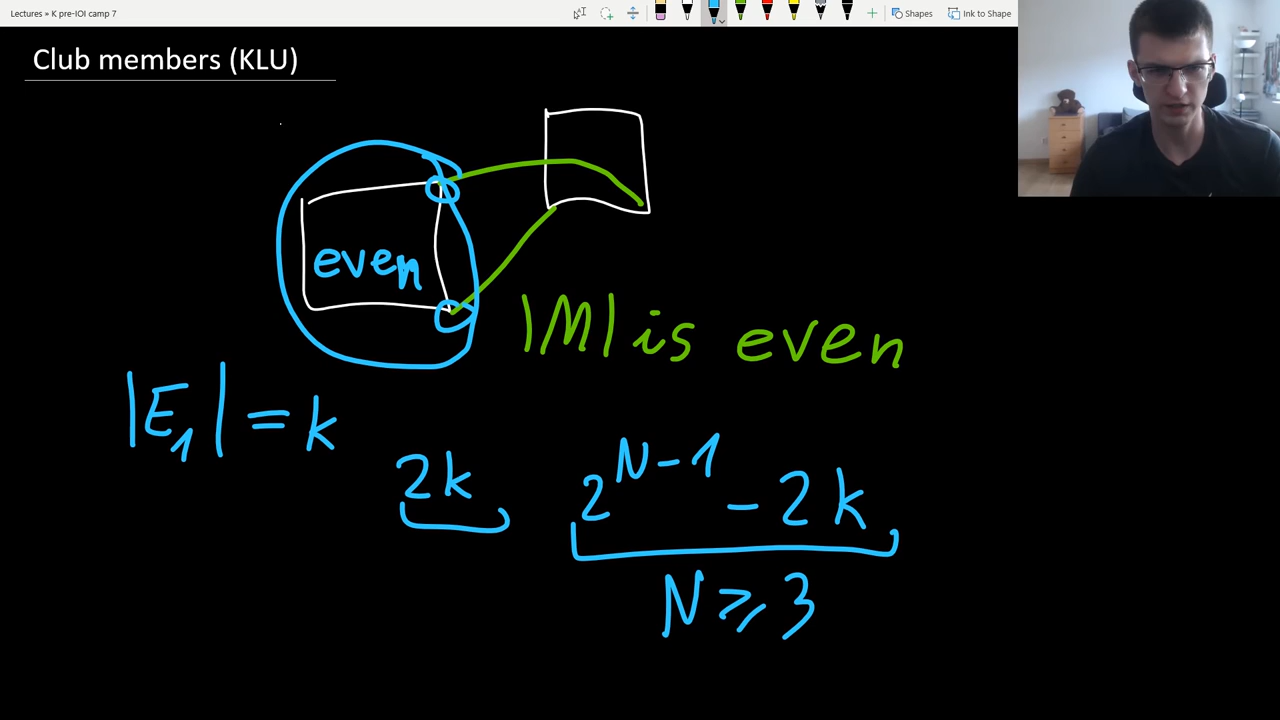 Lectures » K pre-IOI camp 7
Shapes
Ink to Shape
Club members (KLU)
even
|M| is even
|E₁| = k
2k
2^{N-1} - 2k
N ⩾ 3